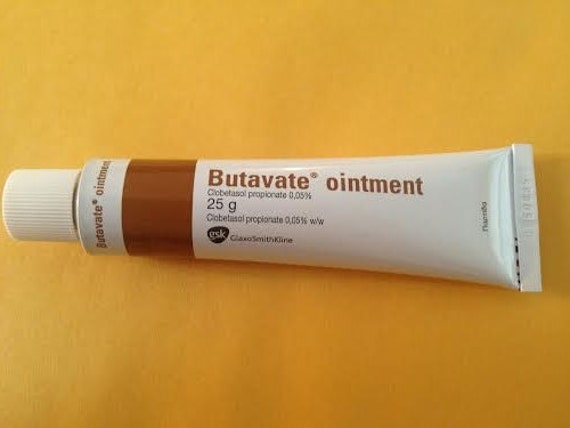 Butavate® ointment
Butavate® ointment
Clobetasol propionate 0,05%
25 g
Clobetasol propionate 0,05% w/w
gsk GlaxoSmithKline